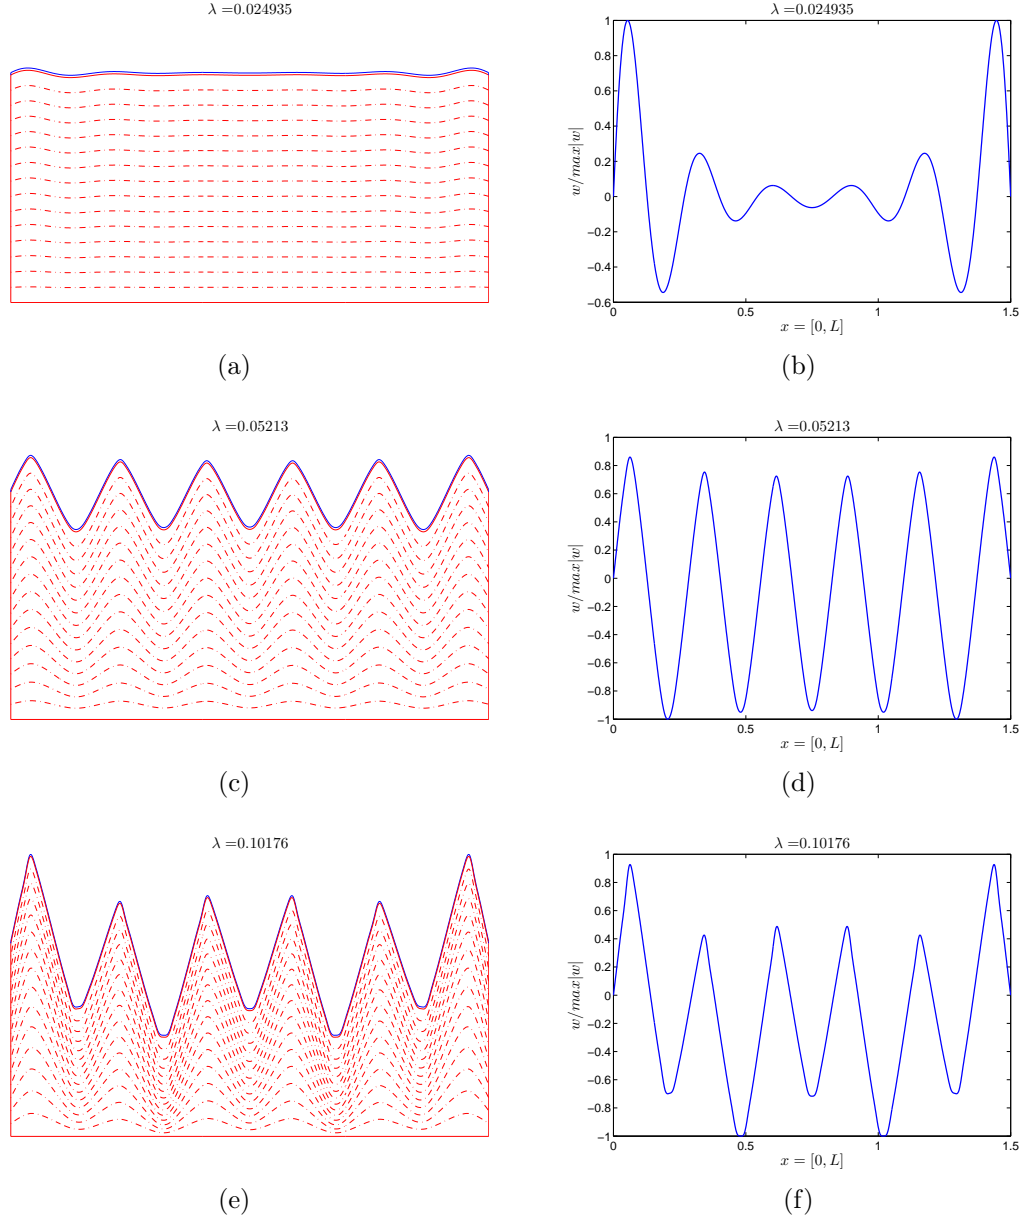 λ =0.024935
(a)
λ =0.024935
w/max|w|
1
0.8
0.6
0.4
0.2
0
−0.2
−0.4
−0.6
0 0.5 1 1.5
x = [0, L]
(b)
λ =0.05213
(c)
λ =0.05213
w/max|w|
1
0.8
0.6
0.4
0.2
0
−0.2
−0.4
−0.6
−0.8
−1
0 0.5 1 1.5
x = [0, L]
(d)
λ =0.10176
(e)
λ =0.10176
w/max|w|
1
0.8
0.6
0.4
0.2
0
−0.2
−0.4
−0.6
−0.8
−1
0 0.5 1 1.5
x = [0, L]
(f)